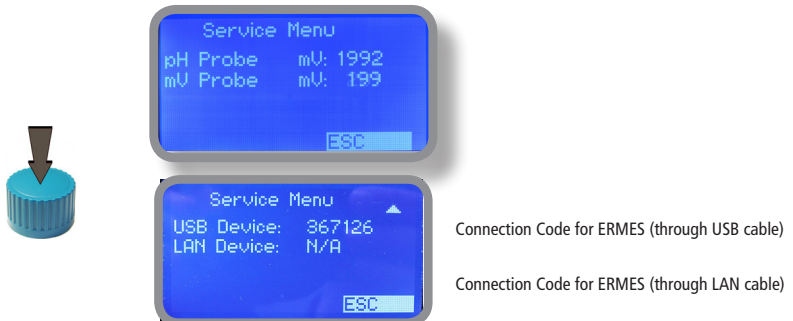 Service Menu
pH Probe mV: 1992
mV Probe mV: 199
ESC
Service Menu
USB Device: 367126
LAN Device: N/A
ESC
Connection Code for ERMES (through USB cable)
Connection Code for ERMES (through LAN cable)